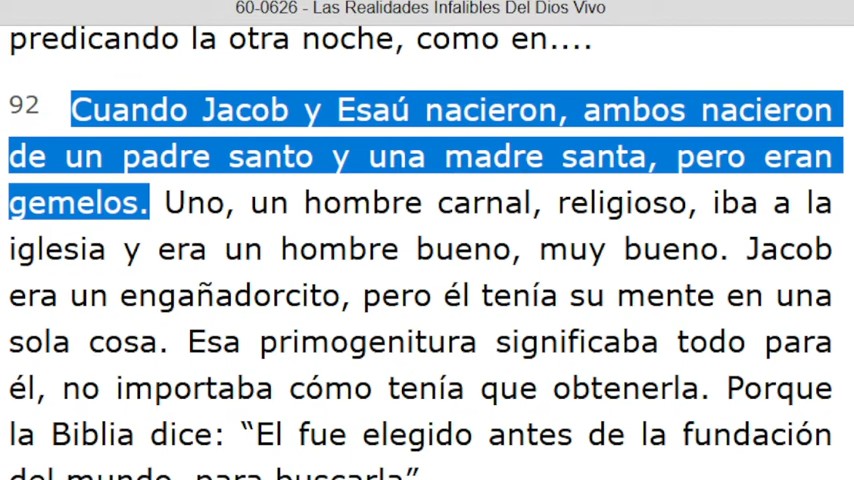 60-0626 - Las Realidades Infalibles Del Dios Vivo
predicando la otra noche, como en....
92 Cuando Jacob y Esaú nacieron, ambos nacieron
de un padre santo y una madre santa, pero eran
gemelos. Uno, un hombre carnal, religioso, iba a la
iglesia y era un hombre bueno, muy bueno. Jacob
era un engañadorcito, pero él tenía su mente en una
sola cosa. Esa primogenitura significaba todo para
él, no importaba cómo tenía que obtenerla. Porque
la Biblia dice: “El fue elegido antes de la fundación
del mundo, para buscarla”